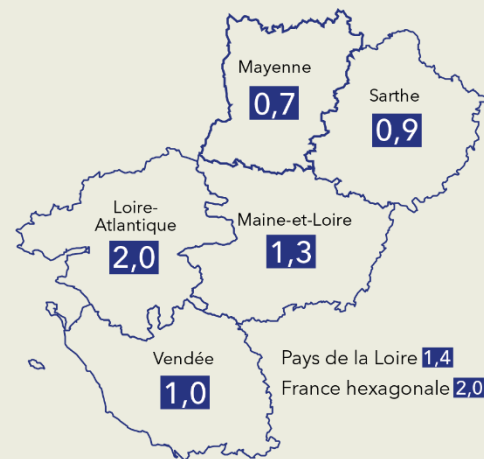 Mayenne
0,7
Sarthe
0,9
Loire-
Atlantique
2,0
Maine-et-Loire
1,3
Vendée
1,0
Pays de la Loire 1,4
France hexagonale 2,0